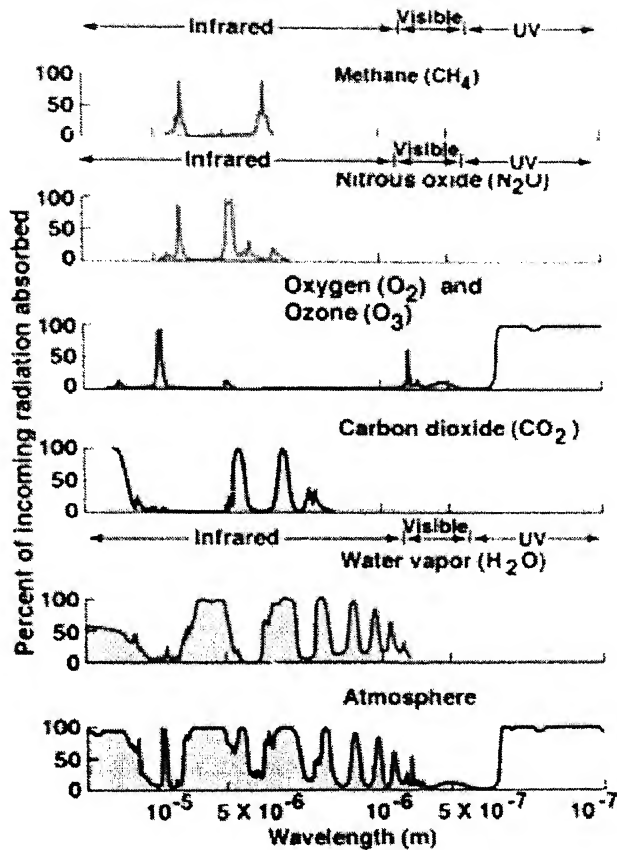 Infrared Visible UV
Methane (CH4)
100
50
0
Infrared Visible UV
Nitrous oxide (N2O)
Oxygen (O2) and
Ozone (O3)
100
50
0
Carbon dioxide (CO2)
100
50
0
Infrared Visible UV
Water vapor (H2O)
100
50
0
Atmosphere
100
50
0
10-5 5 X 10-6 10-6 5 X 10-7 10-7
Wavelength (m)
Percent of incoming radiation absorbed